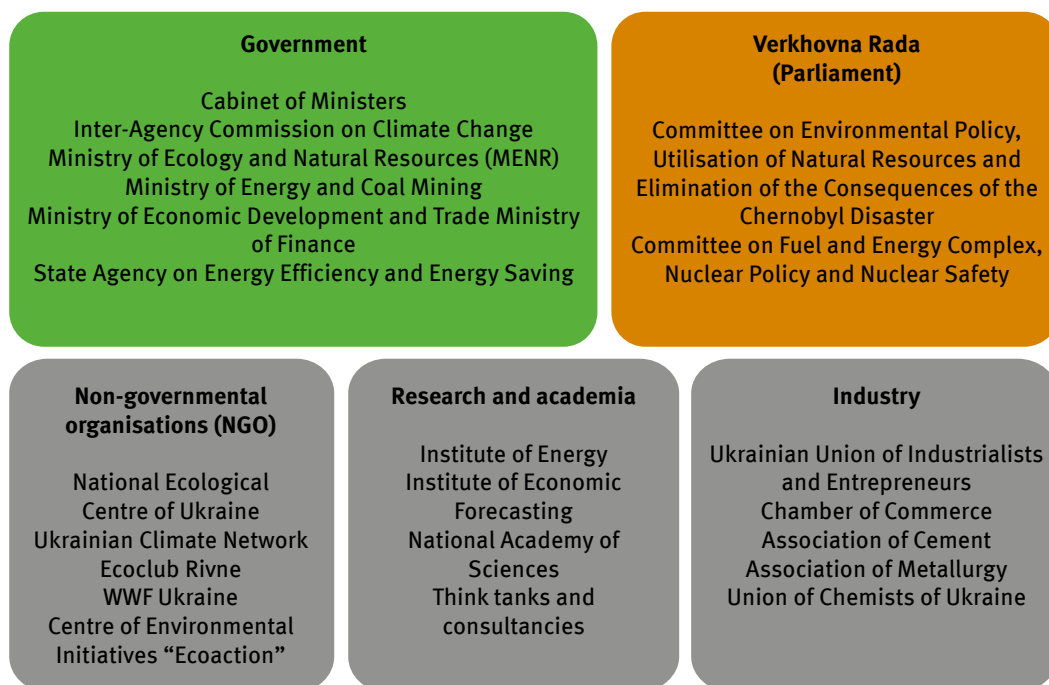 Government
Cabinet of Ministers
Inter-Agency Commission on Climate Change
Ministry of Ecology and Natural Resources (MENR)
Ministry of Energy and Coal Mining
Ministry of Economic Development and Trade Ministry
of Finance
State Agency on Energy Efficiency and Energy Saving
Verkhovna Rada
(Parliament)
Committee on Environmental Policy,
Utilisation of Natural Resources and
Elimination of the Consequences of the
Chernobyl Disaster
Committee on Fuel and Energy Complex,
Nuclear Policy and Nuclear Safety
Non-governmental
organisations (NGO)
National Ecological
Centre of Ukraine
Ukrainian Climate Network
Ecoclub Rivne
WWF Ukraine
Centre of Environmental
Initiatives “Ecoaction”
Research and academia
Institute of Energy
Institute of Economic
Forecasting
National Academy of
Sciences
Think tanks and
consultancies
Industry
Ukrainian Union of Industrialists
and Entrepreneurs
Chamber of Commerce
Association of Cement
Association of Metallurgy
Union of Chemists of Ukraine